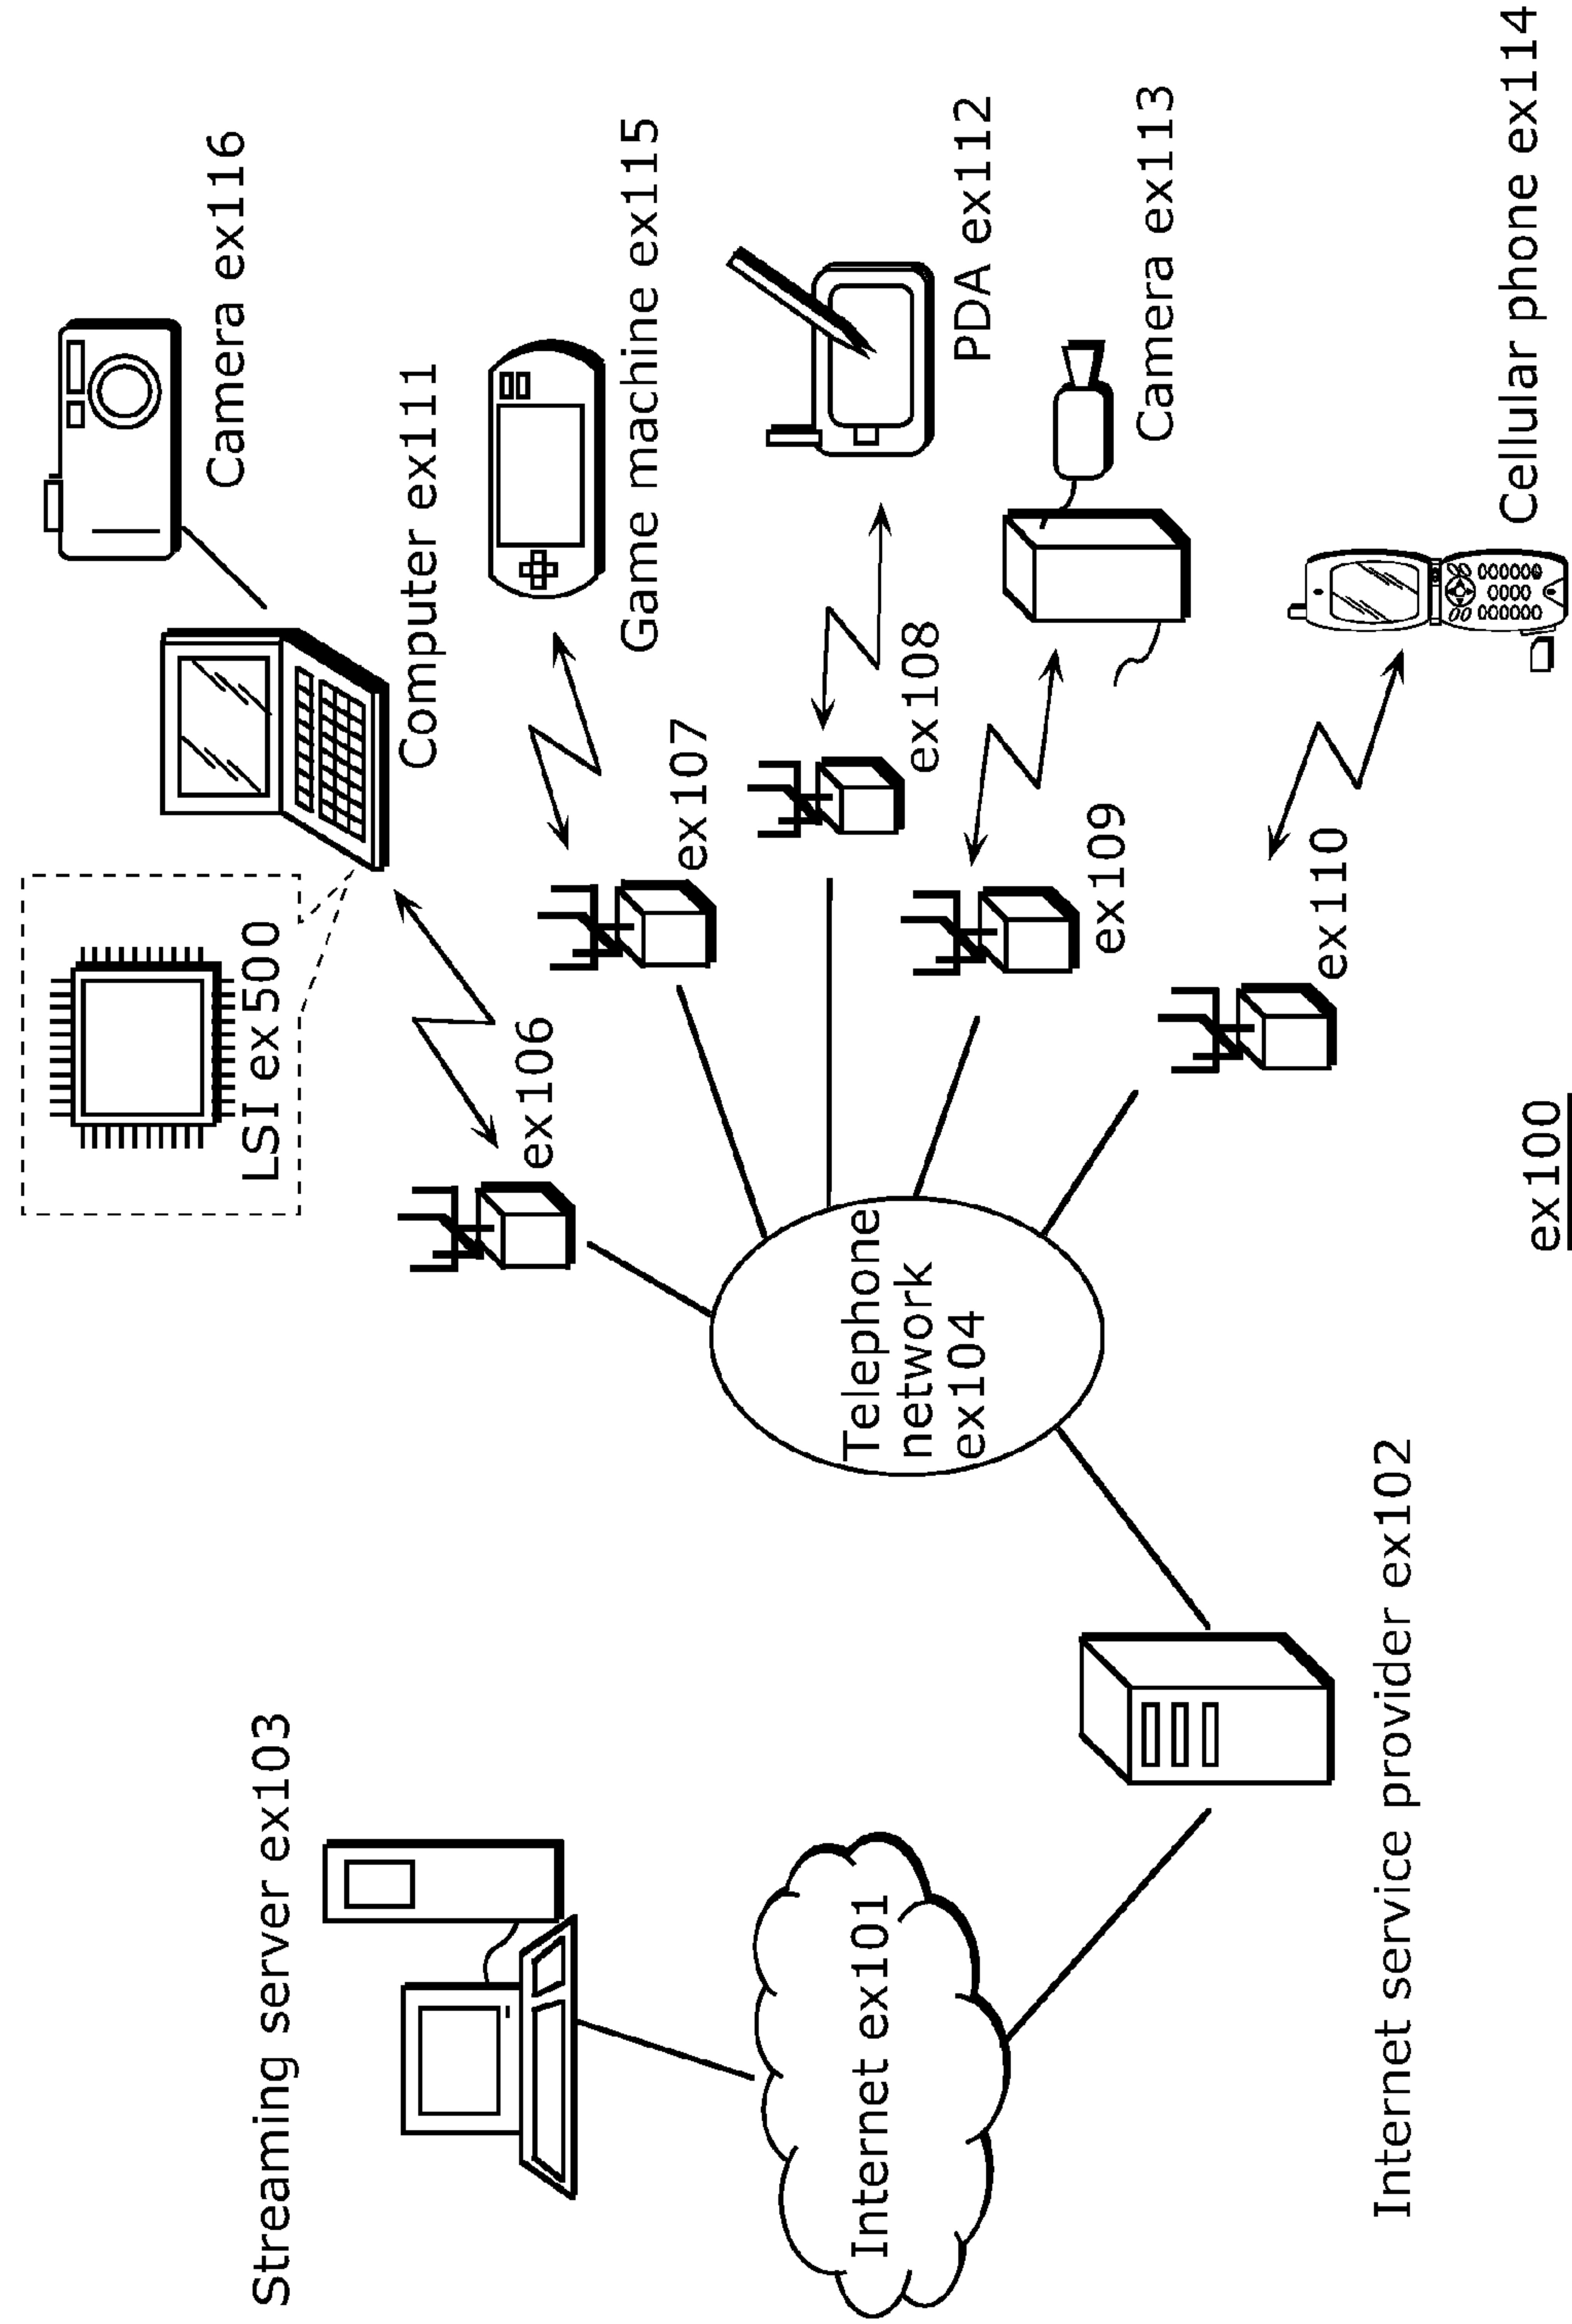 LSI ex500
Camera ex116
Computer ex111
Streaming server ex103
ex106
Game machine ex115
ex107
PDA ex112
ex108
Internet ex101
Telephone
network
ex104
Camera ex113
ex109
ex110
Internet service provider ex102
Cellular phone ex114
ex100